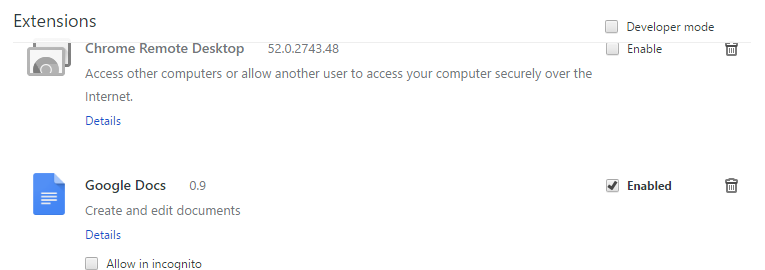 Extensions
Developer mode
Chrome Remote Desktop 52.0.2743.48 Enable
Access other computers or allow another user to access your computer securely over the
Internet.
Details
Google Docs 0.9 Enabled
Create and edit documents
Details
Allow in incognito